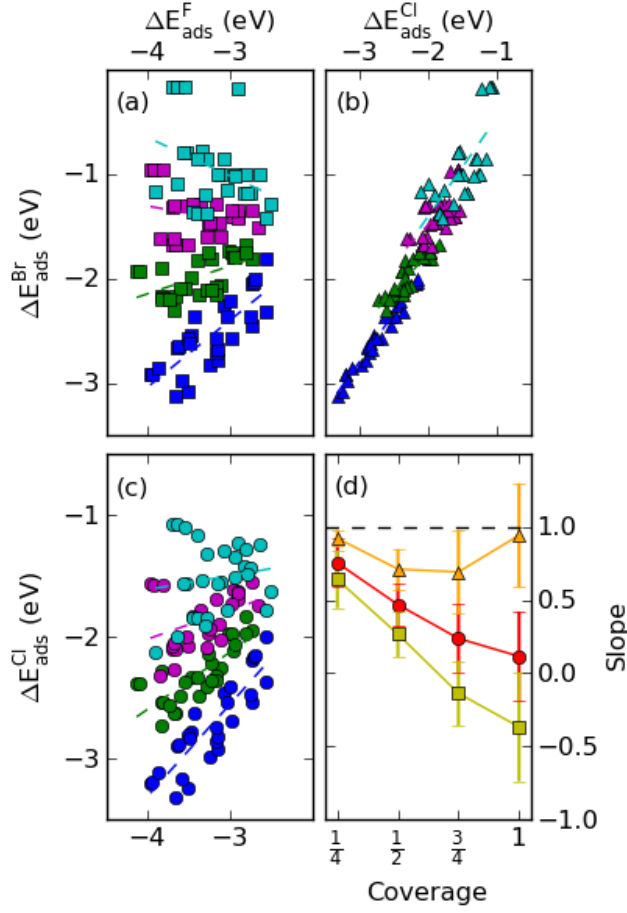 ΔE^F_ads (eV)
ΔE^Cl_ads (eV)
−4 −3
−3 −2 −1
(a)
(b)
−1
−2
−3
ΔE^Br_ads (eV)
(c)
(d)
−1
−2
−3
ΔE^Cl_ads (eV)
1.0
0.5
0.0
−0.5
−1.0
Slope
−4 −3
1/4 1/2 3/4 1
Coverage